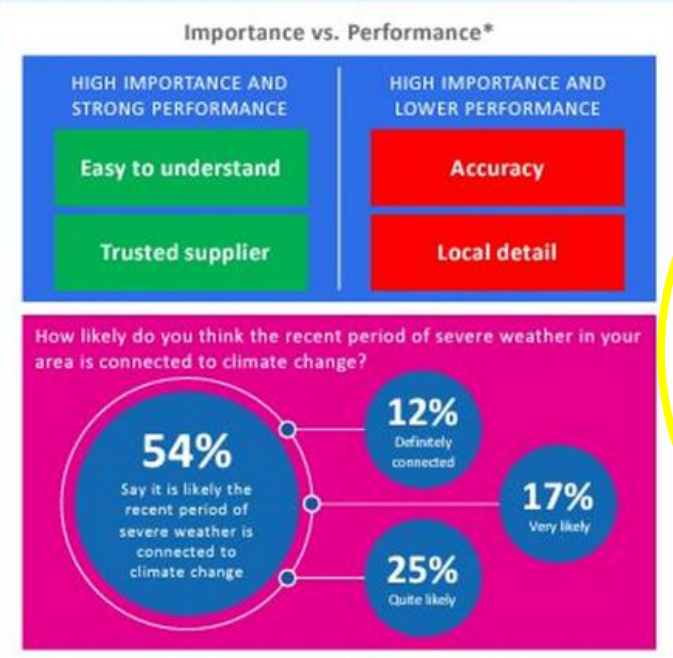 Importance vs. Performance*
HIGH IMPORTANCE AND
STRONG PERFORMANCE
Easy to understand
Trusted supplier
HIGH IMPORTANCE AND
LOWER PERFORMANCE
Accuracy
Local detail
How likely do you think the recent period of severe weather in your
area is connected to climate change?
54%
Say it is likely the
recent period of
severe weather is
connected to
climate change
12%
Definitely
connected
17%
Very likely
25%
Quite likely